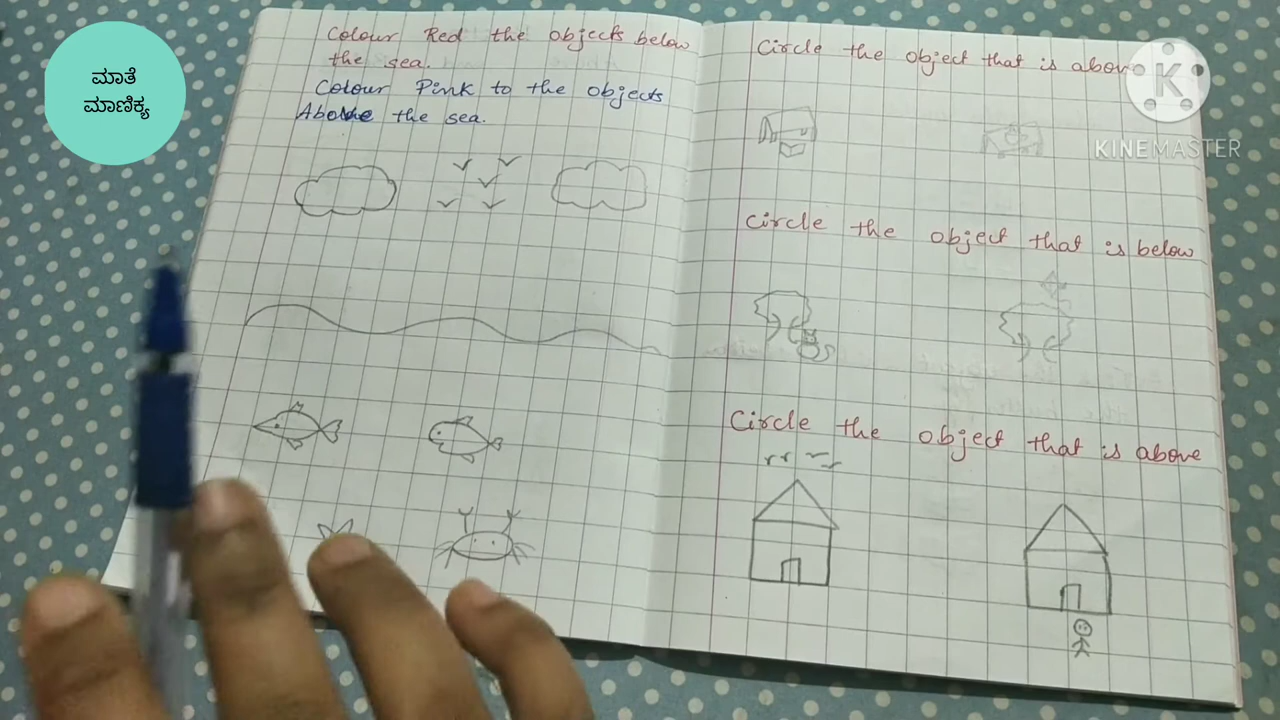 ಮಾತೆ
ಮಾಣಿಕ್ಯ
Colour Red the objects below
the sea.
Colour Pink to the objects
Above the sea.
Circle the object that is above
K
KINEMASTER
Circle the object that is below
Circle the object that is above